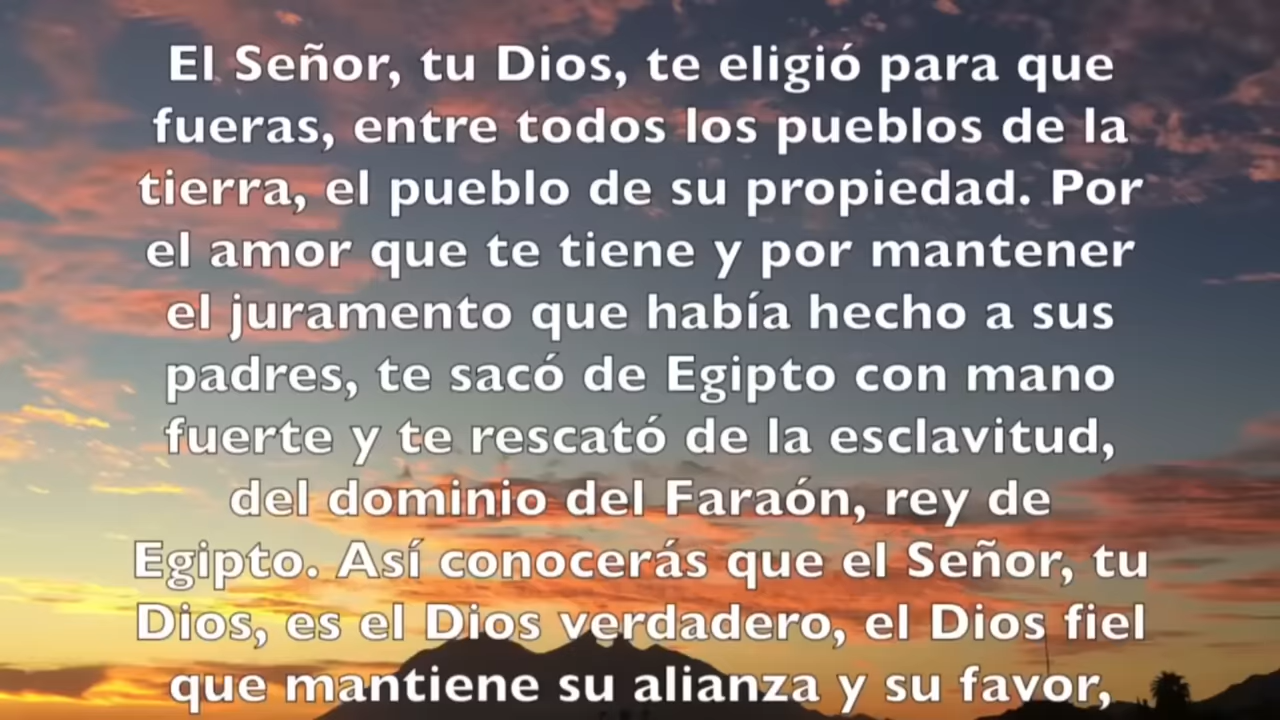 El Señor, tu Dios, te eligió para que
fueras, entre todos los pueblos de la
tierra, el pueblo de su propiedad. Por
el amor que te tiene y por mantener
el juramento que había hecho a sus
padres, te sacó de Egipto con mano
fuerte y te rescató de la esclavitud,
del dominio del Faraón, rey de
Egipto. Así conocerás que el Señor, tu
Dios, es el Dios verdadero, el Dios fiel
que mantiene su alianza y su favor,